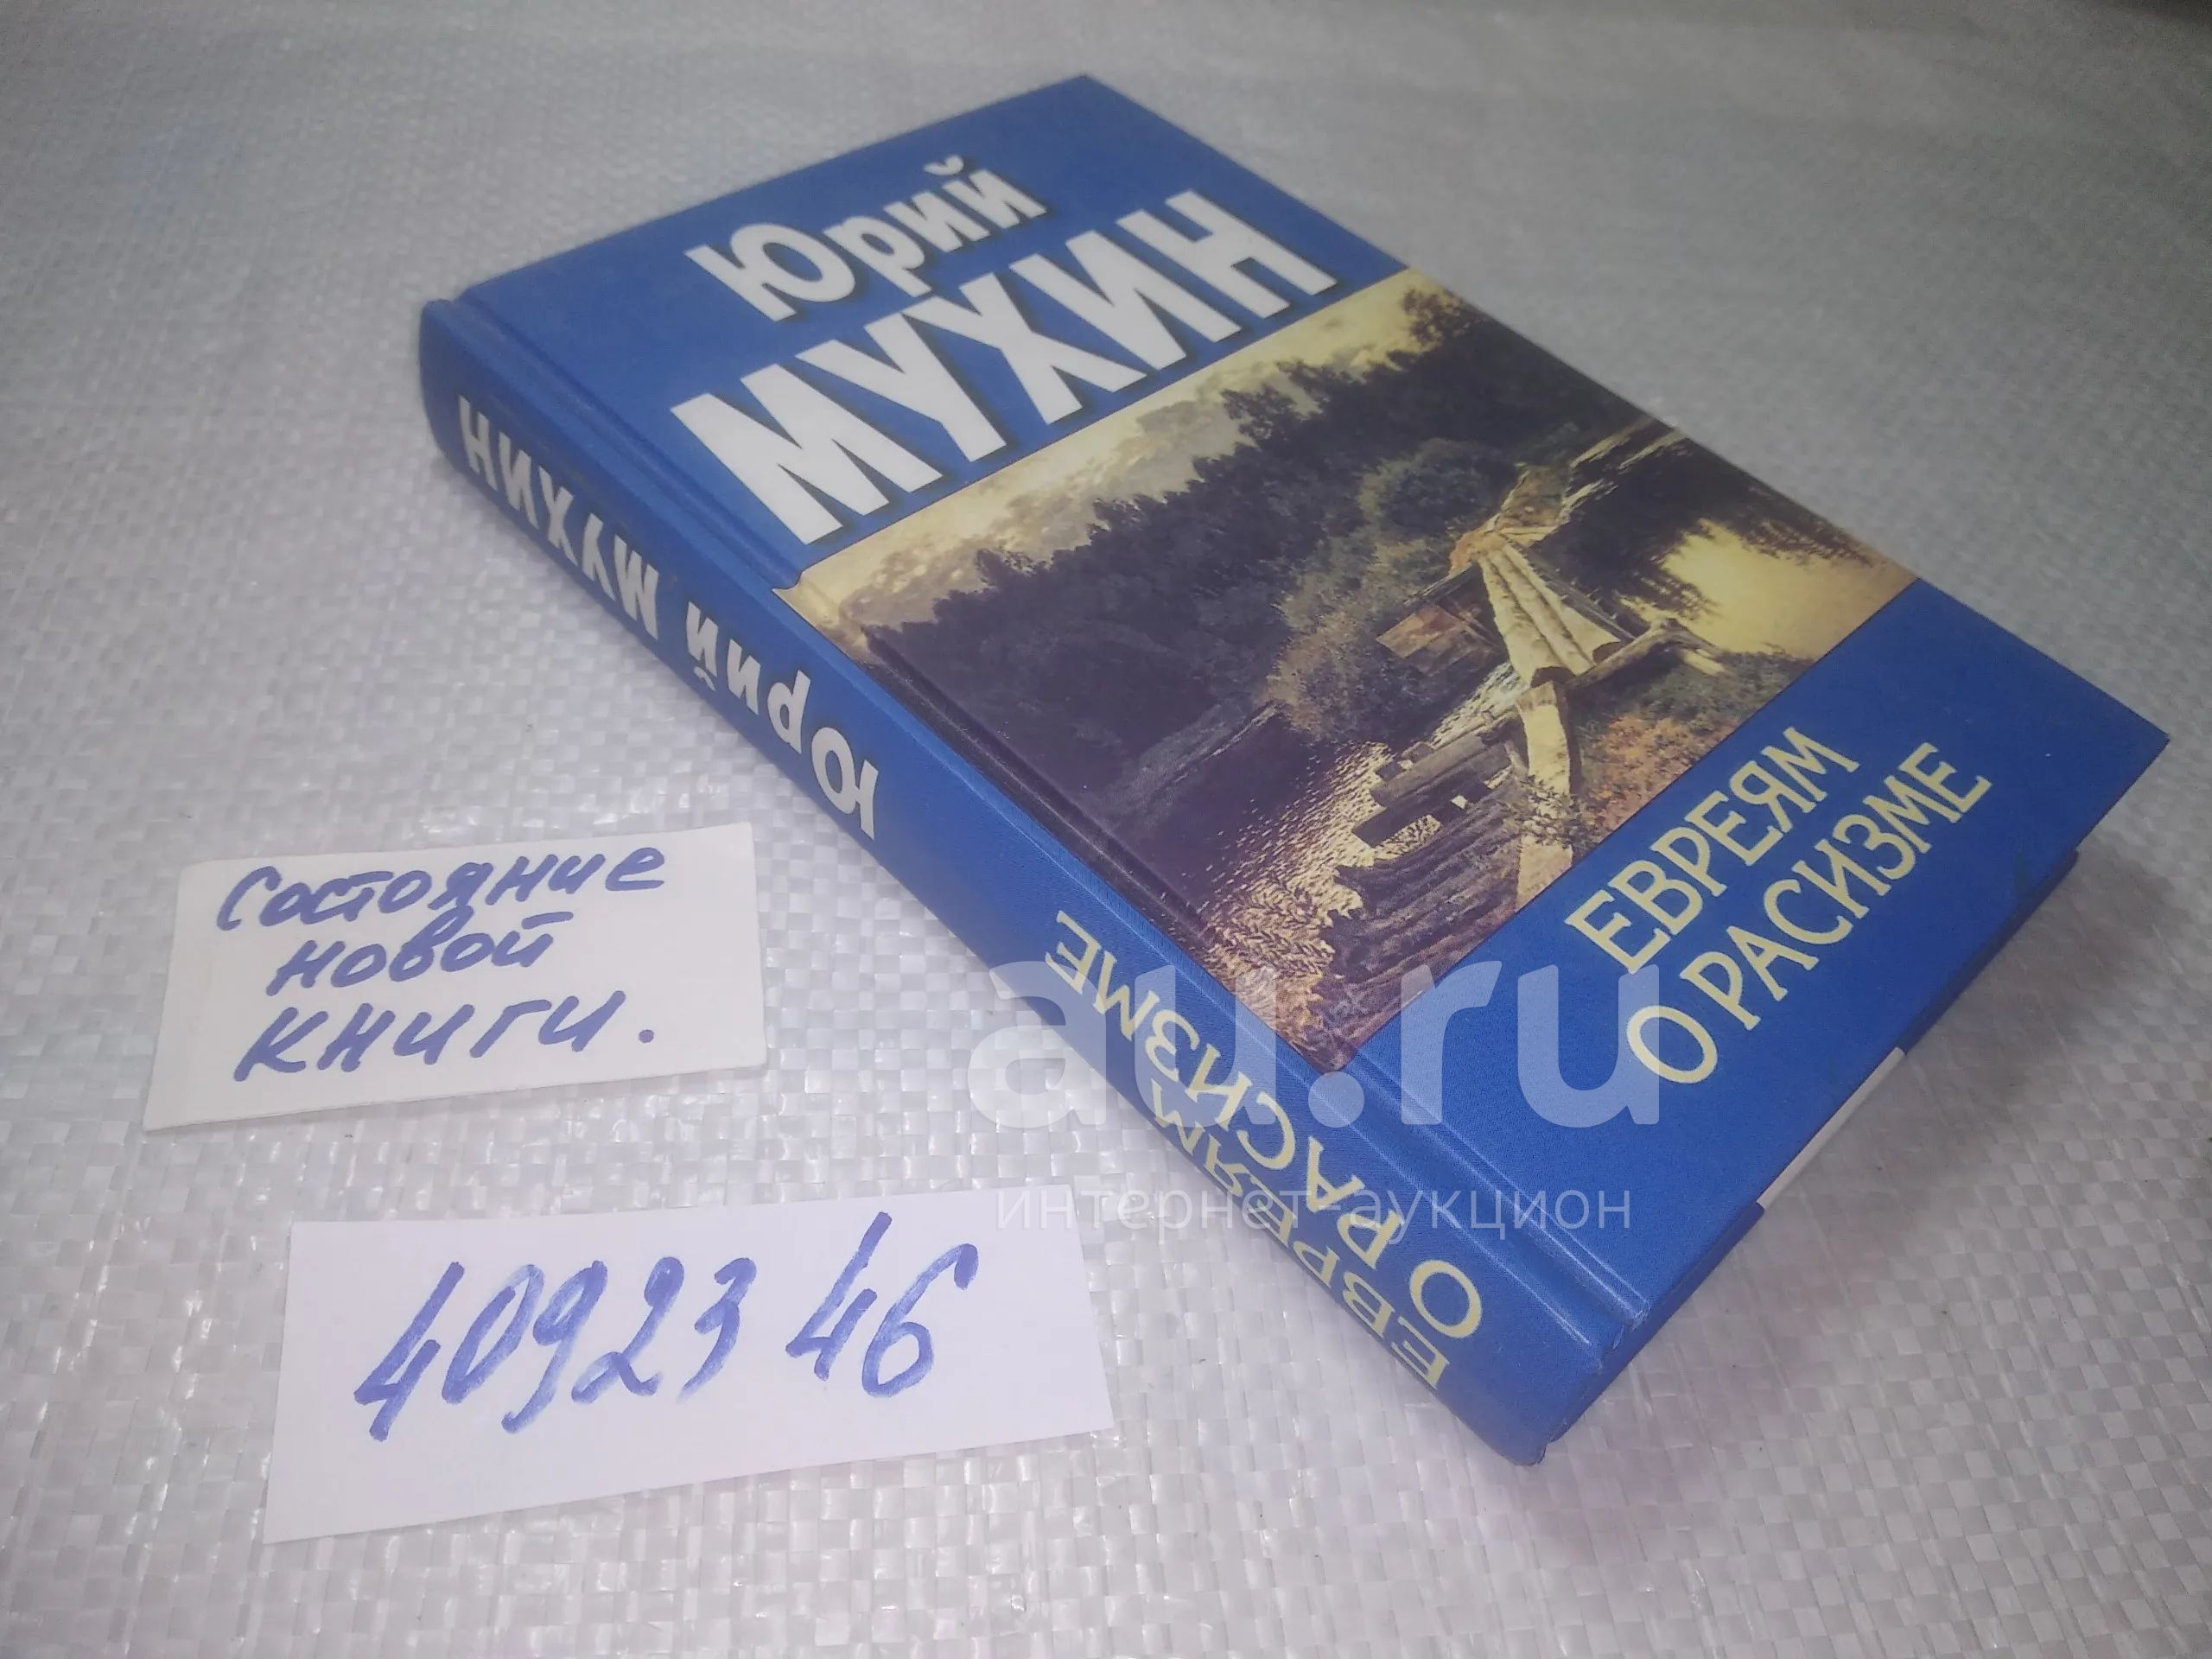 Юрий
МУХИН
ЕВРЕЯМ
О РАСИЗМЕ
ЮРИЙ МУХИН
ЕВРЕЯМ
О РАСИЗМЕ
au.ru
интернет-аукцион
Состояние
новой
книги.
4092346